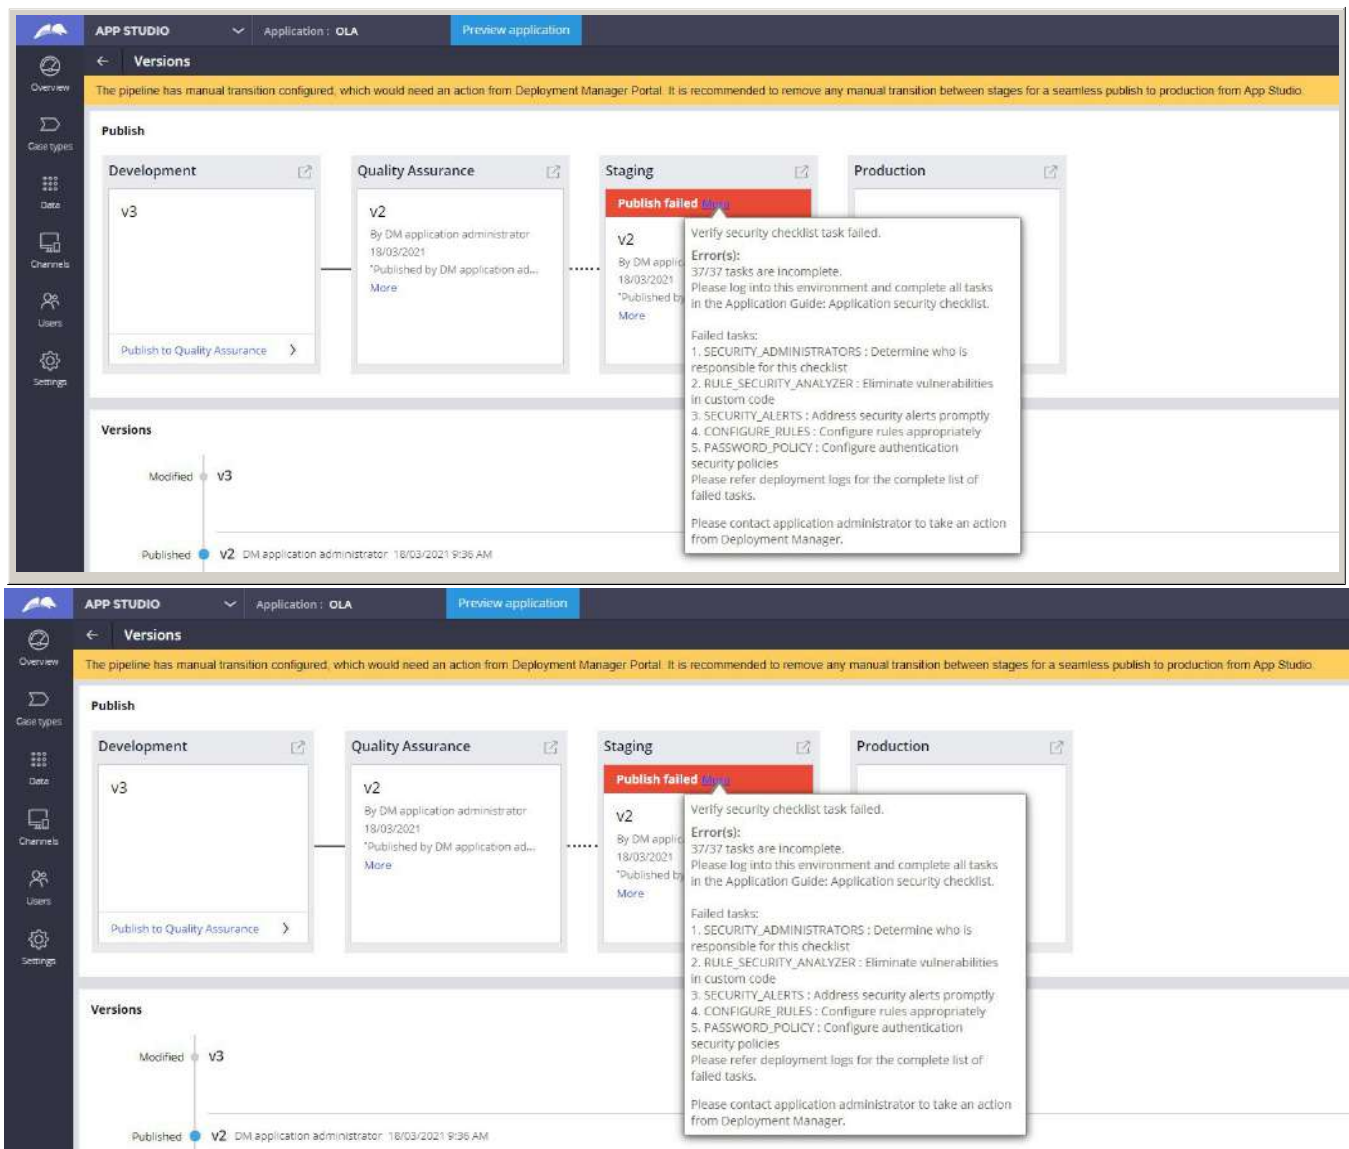 APP STUDIO Application : OLA Preview application
Versions
Overview
The pipeline has manual transition configured, which would need an action from Deployment Manager Portal. It is recommended to remove any manual transition between stages for a seamless publish to production from App Studio.
Case types
Data
Channels
Users
Settings
Publish
Development
v3
Publish to Quality Assurance
Quality Assurance
v2
By DM application administrator
18/03/2021
"Published by DM application ad...
More
Staging
Publish failed More
v2
By DM applic
18/03/2021
"Published by
More
Production
Verify security checklist task failed.
Error(s):
37/37 tasks are incomplete.
Please log into this environment and complete all tasks
in the Application Guide: Application security checklist.
Failed tasks:
1. SECURITY_ADMINISTRATORS : Determine who is
responsible for this checklist
2. RULE_SECURITY_ANALYZER : Eliminate vulnerabilities
in custom code
3. SECURITY_ALERTS : Address security alerts promptly
4. CONFIGURE_RULES : Configure rules appropriately
5. PASSWORD_POLICY : Configure authentication
security policies
Please refer deployment logs for the complete list of
failed tasks.
Please contact application administrator to take an action
from Deployment Manager.
Versions
Modified v3
Published v2 DM application administrator 18/03/2021 9:36 AM
APP STUDIO Application : OLA Preview application
Versions
Overview
The pipeline has manual transition configured, which would need an action from Deployment Manager Portal. It is recommended to remove any manual transition between stages for a seamless publish to production from App Studio.
Case types
Data
Channels
Users
Settings
Publish
Development
v3
Publish to Quality Assurance
Quality Assurance
v2
By DM application administrator
18/03/2021
"Published by DM application ad...
More
Staging
Publish failed More
v2
By DM applic
18/03/2021
"Published by
More
Production
Verify security checklist task failed.
Error(s):
37/37 tasks are incomplete.
Please log into this environment and complete all tasks
in the Application Guide: Application security checklist.
Failed tasks:
1. SECURITY_ADMINISTRATORS : Determine who is
responsible for this checklist
2. RULE_SECURITY_ANALYZER : Eliminate vulnerabilities
in custom code
3. SECURITY_ALERTS : Address security alerts promptly
4. CONFIGURE_RULES : Configure rules appropriately
5. PASSWORD_POLICY : Configure authentication
security policies
Please refer deployment logs for the complete list of
failed tasks.
Please contact application administrator to take an action
from Deployment Manager.
Versions
Modified v3
Published v2 DM application administrator 18/03/2021 9:36 AM